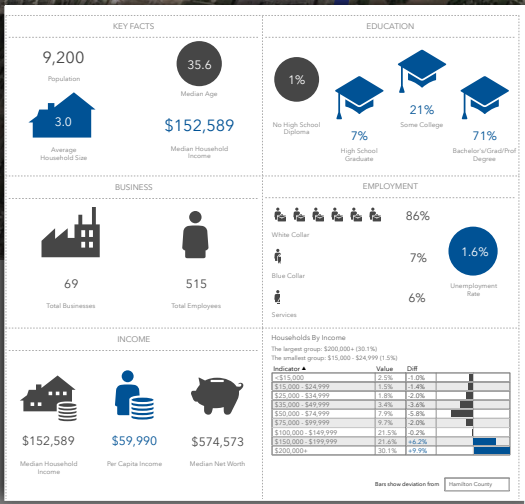 KEY FACTS
9,200
Population
35.6
Median Age
3.0
Average
Household Size
$152,589
Median Household
Income
EDUCATION
1%
No High School
Diploma
7%
High School
Graduate
21%
Some College
71%
Bachelor's/Grad/Prof
Degree
BUSINESS
69
Total Businesses
515
Total Employees
EMPLOYMENT
86%
White Collar
7%
Blue Collar
6%
Services
1.6%
Unemployment
Rate
INCOME
$152,589
Median Household
Income
$59,990
Per Capita Income
$574,573
Median Net Worth
Households By Income
The largest group: $200,000+ (30.1%)
The smallest group: $15,000 - $24,999 (1.5%)
Indicator ▲ Value Diff
<$15,000 2.5% -1.0%
$15,000 - $24,999 1.5% -1.4%
$25,000 - $34,999 1.8% -2.0%
$35,000 - $49,999 3.4% -3.6%
$50,000 - $74,999 7.9% -5.8%
$75,000 - $99,999 9.7% -2.0%
$100,000 - $149,999 21.5% -0.2%
$150,000 - $199,999 21.6% +6.2%
$200,000+ 30.1% +9.9%
Bars show deviation from Hamilton County